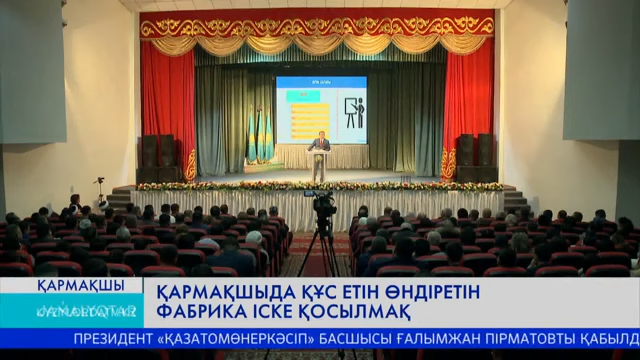 ҚАРМАҚШЫ
ҚАРМАҚШЫДА ҚҰС ЕТІН ӨНДІРЕТІН
ФАБРИКА ІСКЕ ҚОСЫЛМАҚ
ПРЕЗИДЕНТ «ҚАЗАТОМӨНЕРКӘСІП» БАСШЫСЫ ҒАЛЫМЖАН ПІРМАТОВТЫ ҚАБЫЛД